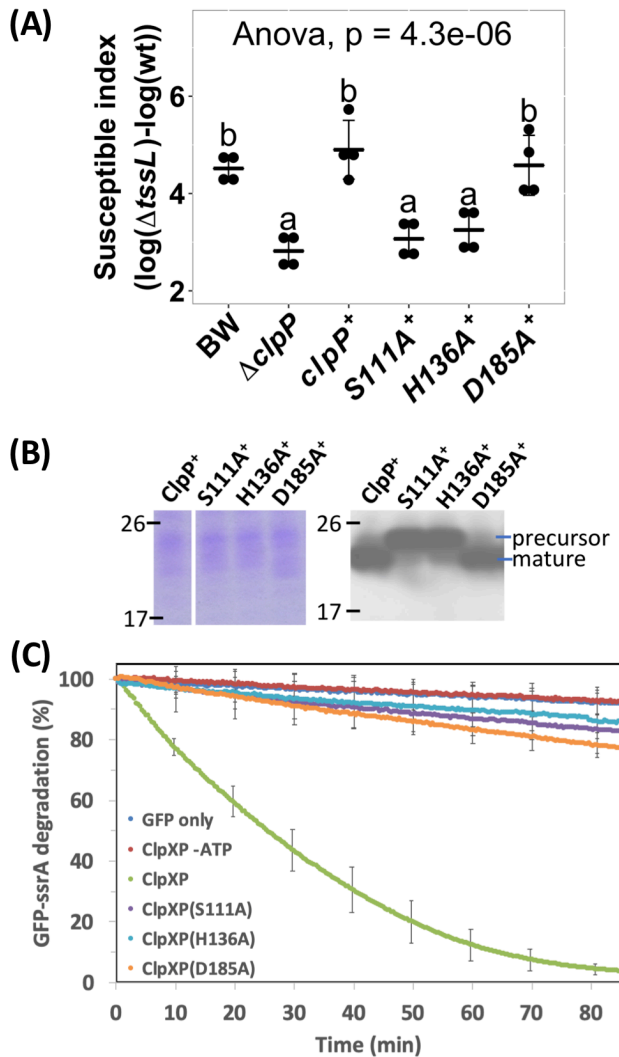 (A)
Anova, p = 4.3e-06
Susceptible index
(log(ΔtssL)-log(wt))
6
4
2
b
a
b
a
a
b
BW
ΔclpP
clpP+
S111A+
H136A+
D185A+
(B)
ClpP+
S111A+
H136A+
D185A+
26
17
ClpP+
S111A+
H136A+
D185A+
26
17
precursor
mature
(C)
GFP-ssrA degradation (%)
100
80
60
40
20
0
GFP only
ClpXP -ATP
ClpXP
ClpXP(S111A)
ClpXP(H136A)
ClpXP(D185A)
0 10 20 30 40 50 60 70 80
Time (min)